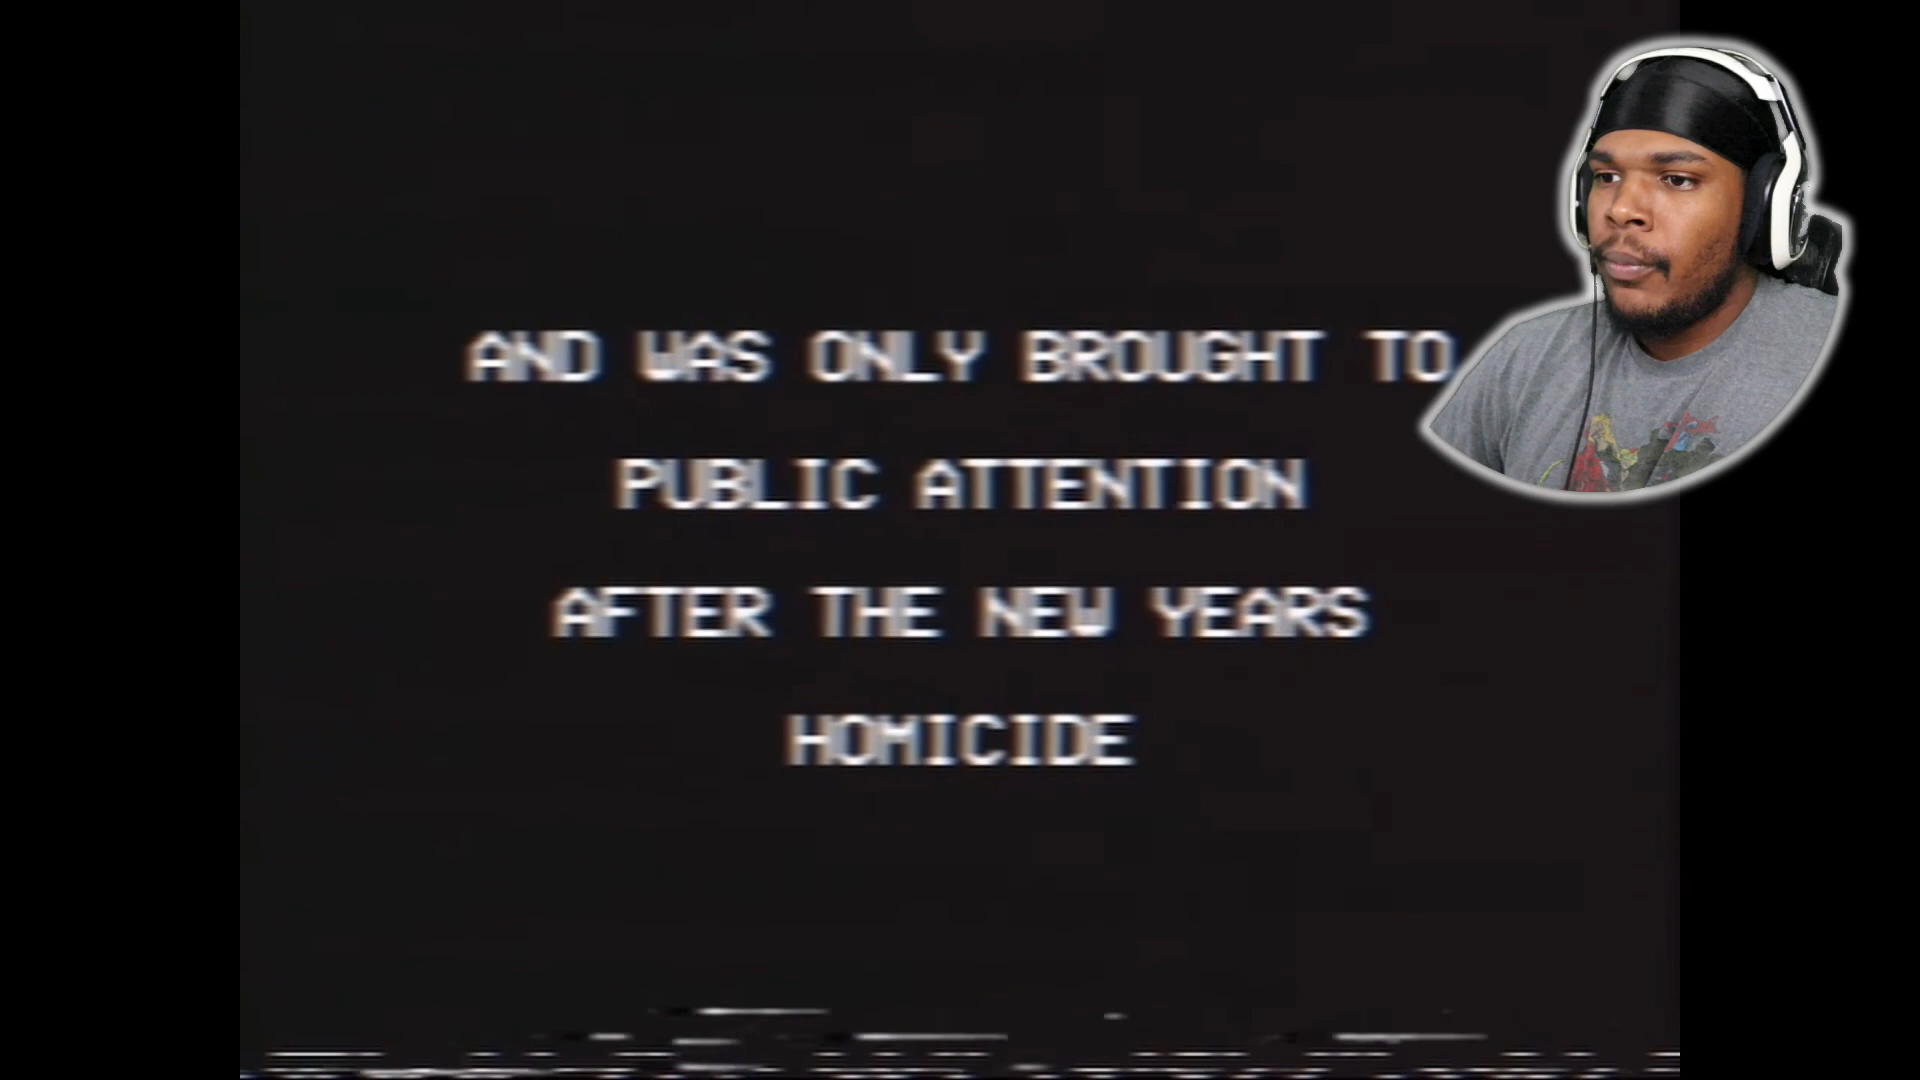 AND WAS ONLY BROUGHT TO
PUBLIC ATTENTION
AFTER THE NEW YEARS
HOMICIDE